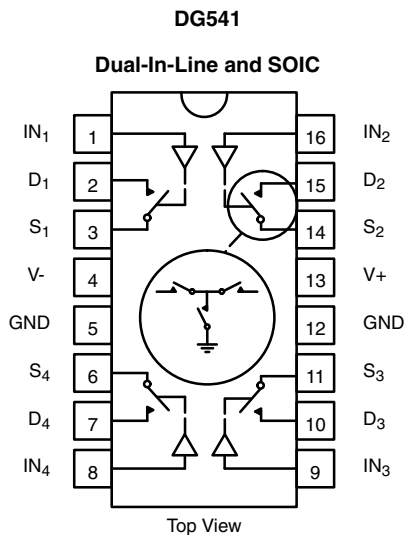 DG541
Dual-In-Line and SOIC
IN1 1 16 IN2
D1 2 15 D2
S1 3 14 S2
V- 4 13 V+
GND 5 12 GND
S4 6 11 S3
D4 7 10 D3
IN4 8 9 IN3
Top View